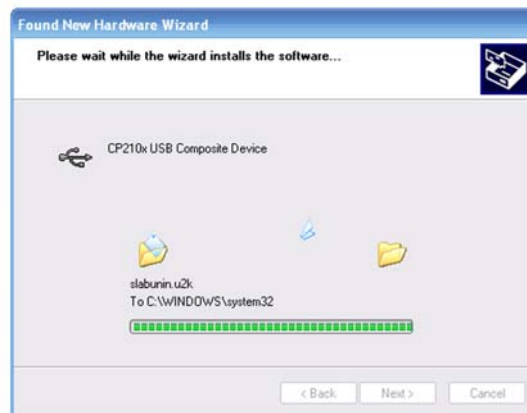 Found New Hardware Wizard
Please wait while the wizard installs the software...
CP210x USB Composite Device
slabunin.u2k
To C:\WINDOWS\system32
< Back
Next >
Cancel